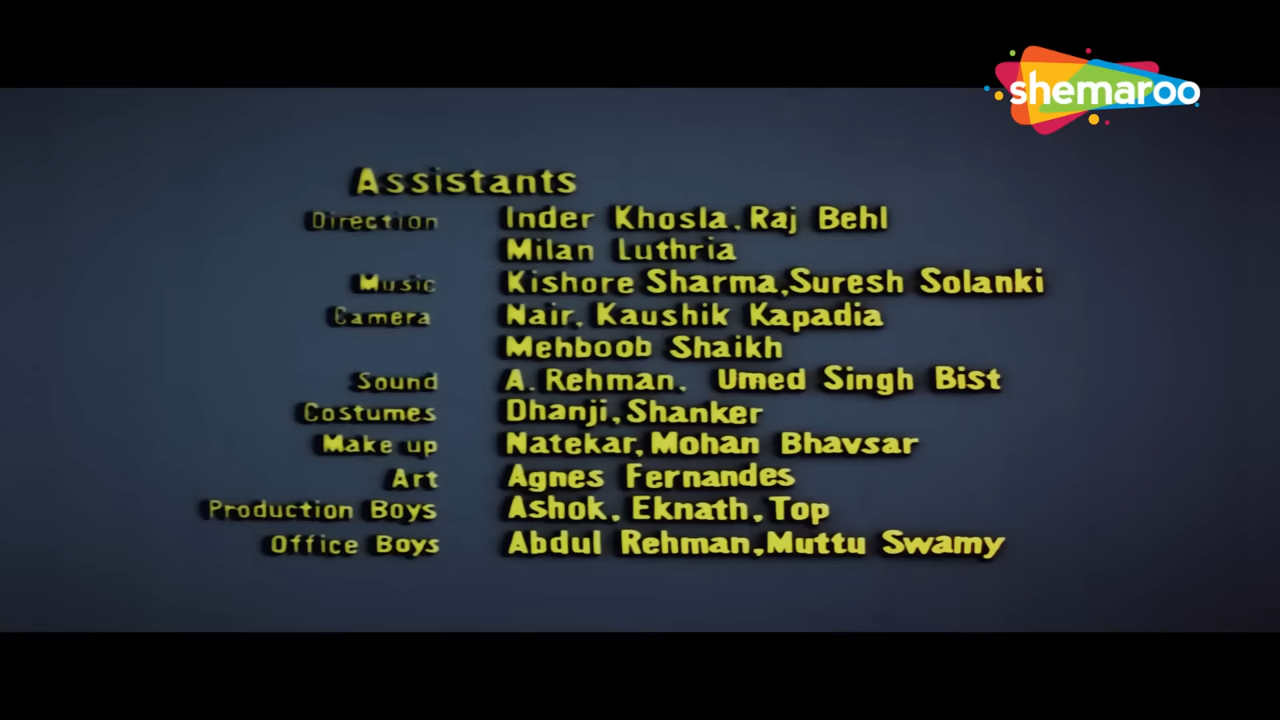 shemaroo
Assistants
Direction Inder Khosla, Raj Behl
Milan Luthria
Music Kishore Sharma, Suresh Solanki
Camera Nair, Kaushik Kapadia
Mehboob Shaikh
Sound A. Rehman, Umed Singh Bist
Costumes Dhanji, Shanker
Make up Natekar, Mohan Bhavsar
Art Agnes Fernandes
Production Boys Ashok, Eknath, Top
Office Boys Abdul Rehman, Muttu Swamy